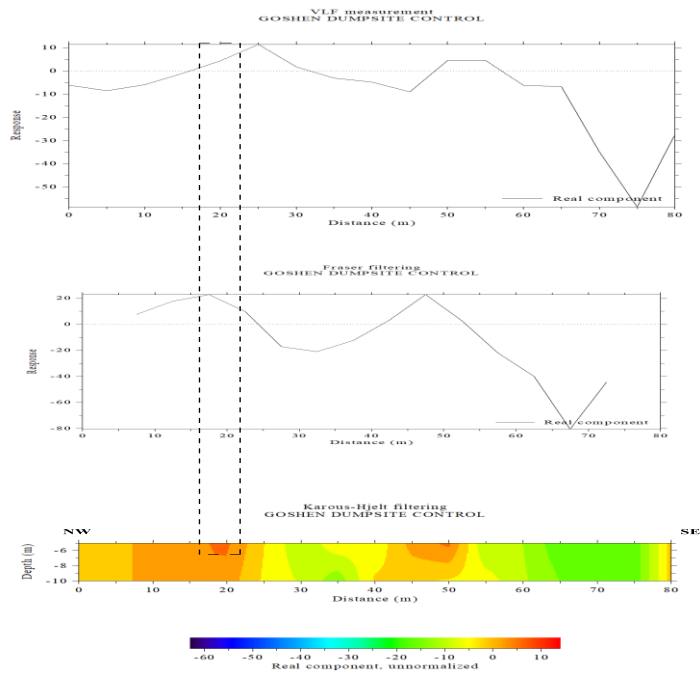 VLF measurement
GOSHEN DUMPSITE CONTROL
10
0
-10
-20
-30
-40
-50
Response
Real component
0 10 20 30 40 50 60 70 80
Distance (m)
Fraser filtering
GOSHEN DUMPSITE CONTROL
20
0
-20
-40
-60
-80
Response
Real component
0 10 20 30 40 50 60 70 80
Distance (m)
Karous-Hjelt filtering
GOSHEN DUMPSITE CONTROL
NW SE
-6
-8
-10
Depth (m)
0 10 20 30 40 50 60 70 80
Distance (m)
-60 -50 -40 -30 -20 -10 0 10
Real component, unnormalized